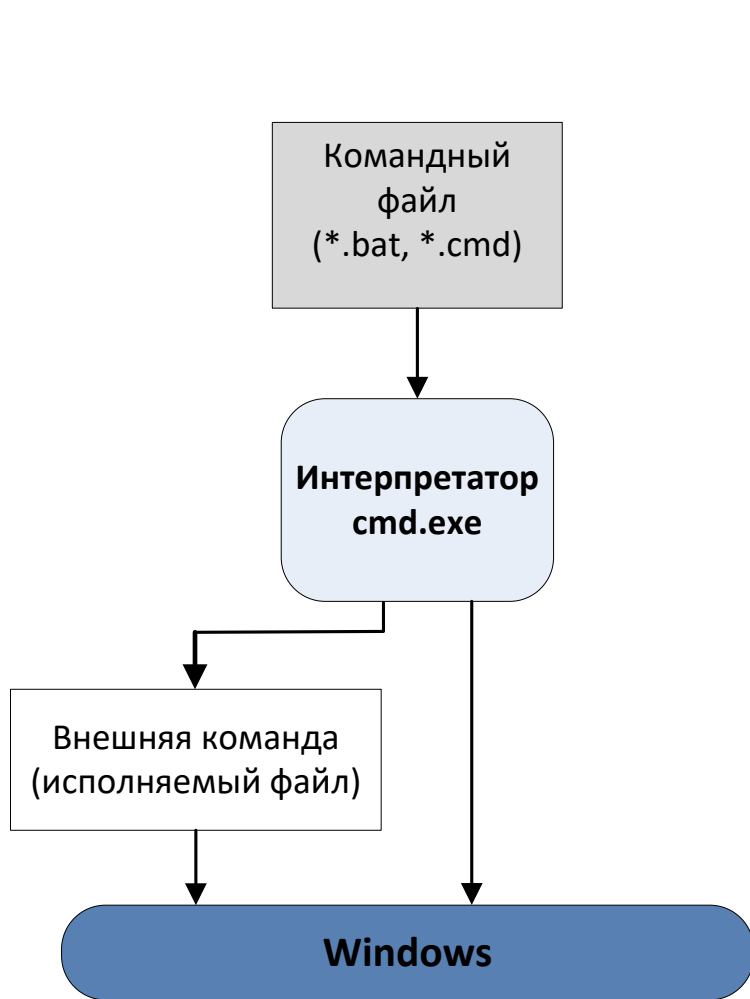 Командный
файл
(*.bat, *.cmd)
Интерпретатор
cmd.exe
Внешняя команда
(исполняемый файл)
Windows